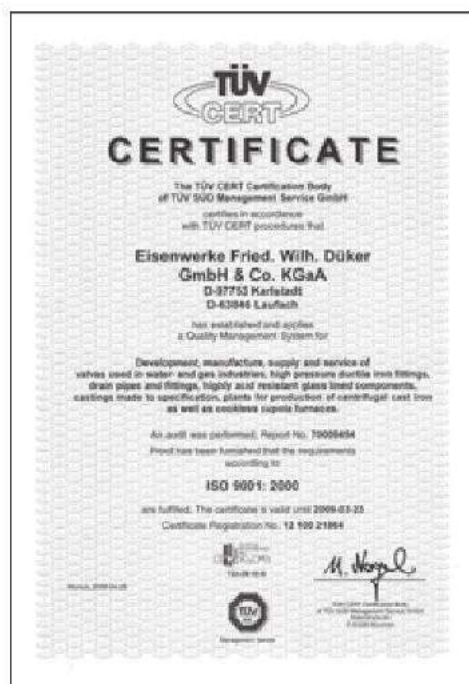 TÜV
CERT
CERTIFICATE
The TÜV CERT Certification Body
of TÜV SÜD Management Service GmbH
certifies in accordance
with TÜV CERT procedures that
Eisenwerke Fried. Wilh. Düker
GmbH & Co. KGaA
D-97753 Karlstadt
D-63846 Laufach
has established and applies
a Quality Management System for
Development, manufacture, supply and service of
valves used in water- and gas industries, high pressure ductile iron fittings,
drain pipes and fittings, highly acid resistant glass lined components,
castings made to specification, plants for production of centrifugal cast iron
as well as cookless cupola furnaces.
An audit was performed, Report No.
Proof has been furnished that the requirements
according to
ISO 9001: 2000
are fulfilled. The certificate is valid until
Certificate Registration No. 12 100 21864
TÜV
Management Service